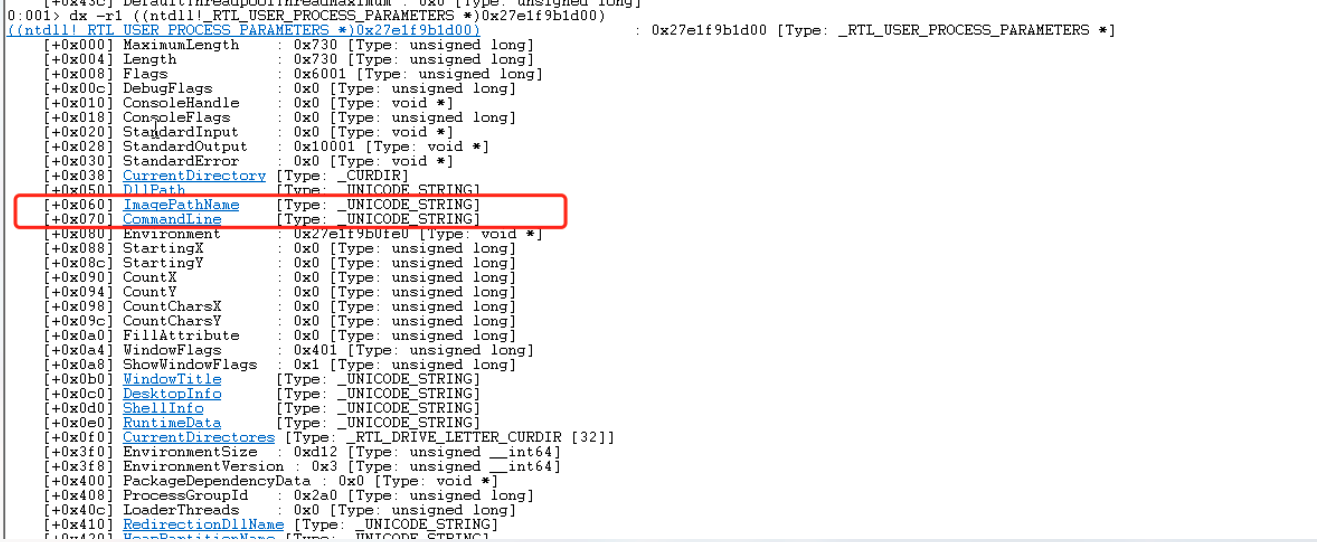 [+0x43c] DefaultThreadpoolThreadMaximum : 0x0 [Type: unsigned long]
0:001> dx -r1 ((ntdll!_RTL_USER_PROCESS_PARAMETERS *)0x27e1f9b1d00)
((ntdll!_RTL_USER_PROCESS_PARAMETERS *)0x27e1f9b1d00) : 0x27e1f9b1d00 [Type: _RTL_USER_PROCESS_PARAMETERS *]
[+0x000] MaximumLength : 0x730 [Type: unsigned long]
[+0x004] Length : 0x730 [Type: unsigned long]
[+0x008] Flags : 0x6001 [Type: unsigned long]
[+0x00c] DebugFlags : 0x0 [Type: unsigned long]
[+0x010] ConsoleHandle : 0x0 [Type: void *]
[+0x018] ConsoleFlags : 0x0 [Type: unsigned long]
[+0x020] StandardInput : 0x0 [Type: void *]
[+0x028] StandardOutput : 0x10001 [Type: void *]
[+0x030] StandardError : 0x0 [Type: void *]
[+0x038] CurrentDirectory [Type: _CURDIR]
[+0x050] DllPath [Type: _UNICODE_STRING]
[+0x060] ImagePathName [Type: _UNICODE_STRING]
[+0x070] CommandLine [Type: _UNICODE_STRING]
[+0x080] Environment : 0x27e1f9b0fe0 [Type: void *]
[+0x088] StartingX : 0x0 [Type: unsigned long]
[+0x08c] StartingY : 0x0 [Type: unsigned long]
[+0x090] CountX : 0x0 [Type: unsigned long]
[+0x094] CountY : 0x0 [Type: unsigned long]
[+0x098] CountCharsX : 0x0 [Type: unsigned long]
[+0x09c] CountCharsY : 0x0 [Type: unsigned long]
[+0x0a0] FillAttribute : 0x0 [Type: unsigned long]
[+0x0a4] WindowFlags : 0x401 [Type: unsigned long]
[+0x0a8] ShowWindowFlags : 0x1 [Type: unsigned long]
[+0x0b0] WindowTitle [Type: _UNICODE_STRING]
[+0x0c0] DesktopInfo [Type: _UNICODE_STRING]
[+0x0d0] ShellInfo [Type: _UNICODE_STRING]
[+0x0e0] RuntimeData [Type: _UNICODE_STRING]
[+0x0f0] CurrentDirectores [Type: _RTL_DRIVE_LETTER_CURDIR [32]]
[+0x3f0] EnvironmentSize : 0xd12 [Type: unsigned __int64]
[+0x3f8] EnvironmentVersion : 0x3 [Type: unsigned __int64]
[+0x400] PackageDependencyData : 0x0 [Type: void *]
[+0x408] ProcessGroupId : 0x2a0 [Type: unsigned long]
[+0x40c] LoaderThreads : 0x0 [Type: unsigned long]
[+0x410] RedirectionDllName [Type: _UNICODE_STRING]
[+0x420] HeapPartitionName [Type: _UNICODE_STRING]